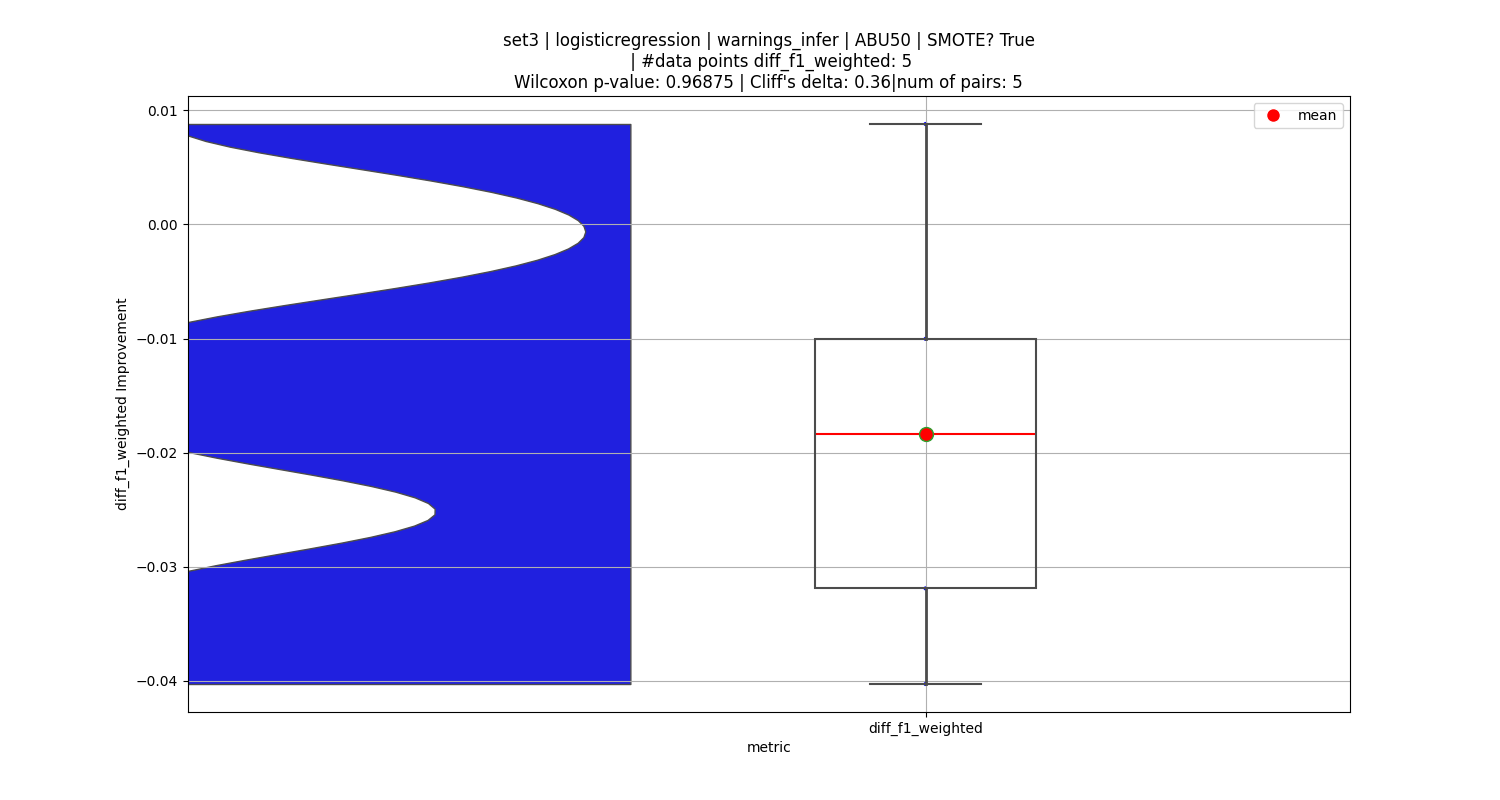 set3 | logisticregression | warnings_infer | ABU50 | SMOTE? True
| #data points diff_f1_weighted: 5
Wilcoxon p-value: 0.96875 | Cliff's delta: 0.36|num of pairs: 5
mean
0.01
0.00
−0.01
−0.02
−0.03
−0.04
diff_f1_weighted Improvement
diff_f1_weighted
metric